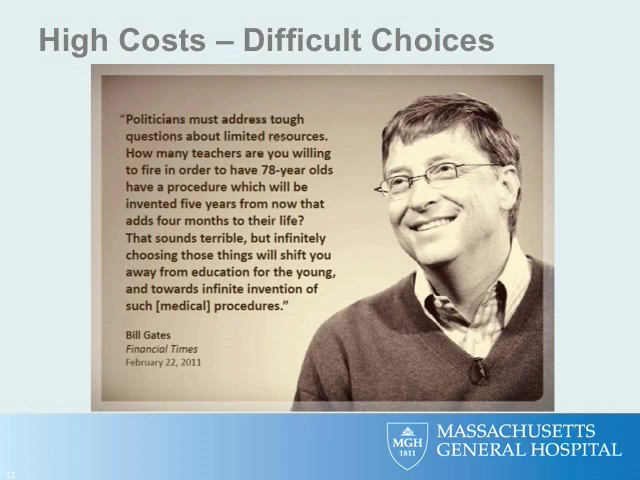 High Costs – Difficult Choices
“Politicians must address tough
questions about limited resources.
How many teachers are you willing
to fire in order to have 78-year olds
have a procedure which will be
invented five years from now that
adds four months to their life?
That sounds terrible, but infinitely
choosing those things will shift you
away from education for the young,
and towards infinite invention of
such [medical] procedures.”
Bill Gates
Financial Times
February 22, 2011
MGH
1811
MASSACHUSETTS
GENERAL HOSPITAL
12